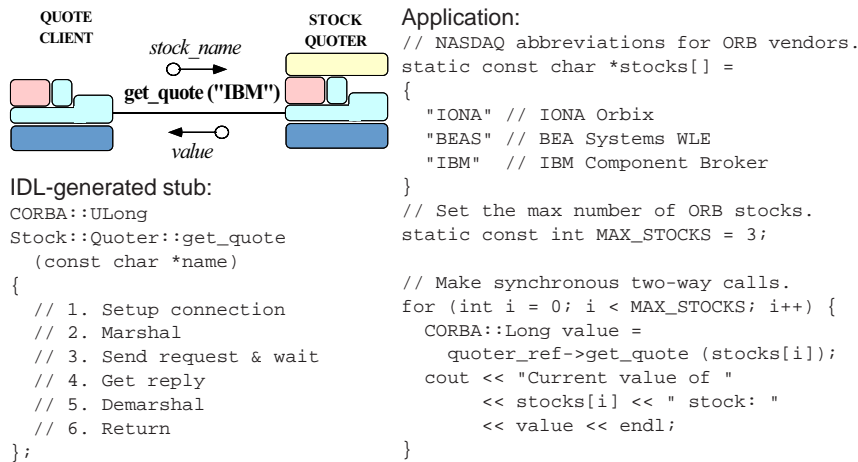 QUOTE
CLIENT
STOCK
QUOTER
stock_name
get_quote ("IBM")
value
IDL-generated stub:
CORBA::ULong
Stock::Quoter::get_quote
  (const char *name)
{
  // 1. Setup connection
  // 2. Marshal
  // 3. Send request & wait
  // 4. Get reply
  // 5. Demarshal
  // 6. Return
};
Application:
// NASDAQ abbreviations for ORB vendors.
static const char *stocks[] =
{
  "IONA" // IONA Orbix
  "BEAS" // BEA Systems WLE
  "IBM"  // IBM Component Broker
}
// Set the max number of ORB stocks.
static const int MAX_STOCKS = 3;
// Make synchronous two-way calls.
for (int i = 0; i < MAX_STOCKS; i++) {
  CORBA::Long value =
    quoter_ref->get_quote (stocks[i]);
  cout << "Current value of "
       << stocks[i] << " stock: "
       << value << endl;
}